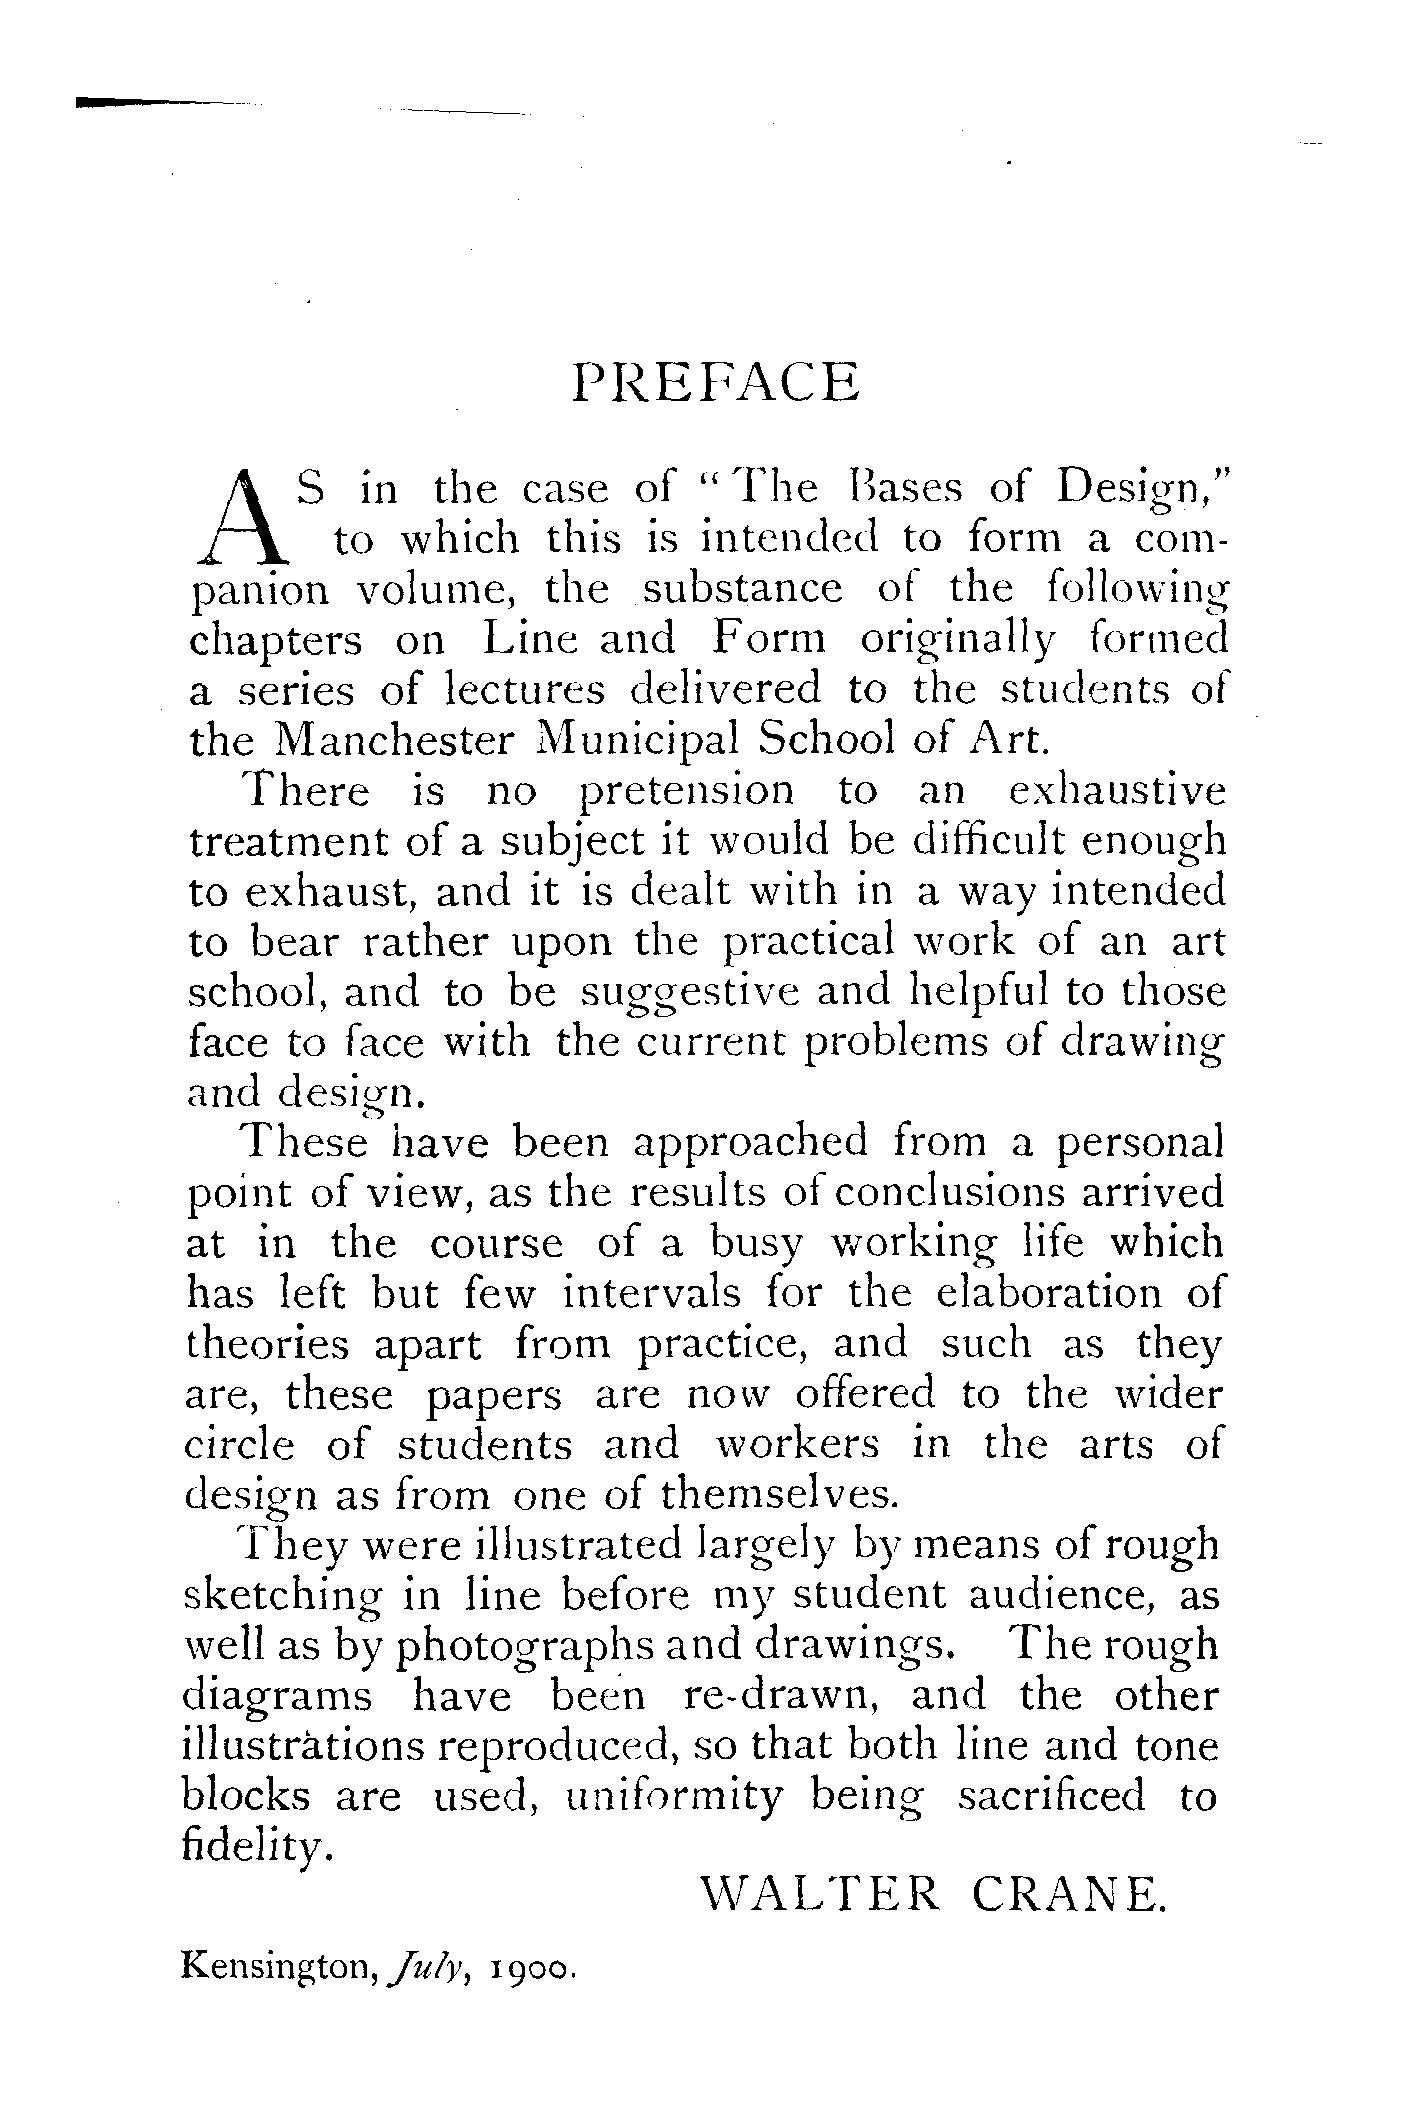 PREFACE
AS in the case of “The Bases of Design,”
to which this is intended to form a com-
panion volume, the substance of the following
chapters on Line and Form originally formed
a series of lectures delivered to the students of
the Manchester Municipal School of Art.
There is no pretension to an exhaustive
treatment of a subject it would be difficult enough
to exhaust, and it is dealt with in a way intended
to bear rather upon the practical work of an art
school, and to be suggestive and helpful to those
face to face with the current problems of drawing
and design.
These have been approached from a personal
point of view, as the results of conclusions arrived
at in the course of a busy working life which
has left but few intervals for the elaboration of
theories apart from practice, and such as they
are, these papers are now offered to the wider
circle of students and workers in the arts of
design as from one of themselves.
They were illustrated largely by means of rough
sketching in line before my student audience, as
well as by photographs and drawings. The rough
diagrams have been re-drawn, and the other
illustrations reproduced, so that both line and tone
blocks are used, uniformity being sacrificed to
fidelity.
WALTER CRANE.
Kensington, July, 1900.